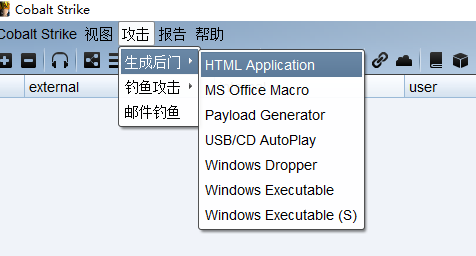 Cobalt Strike
Cobalt Strike 视图 攻击 报告 帮助
生成后门 HTML Application
钓鱼攻击 MS Office Macro
邮件钓鱼 Payload Generator
USB/CD AutoPlay
Windows Dropper
Windows Executable
Windows Executable (S)
external user